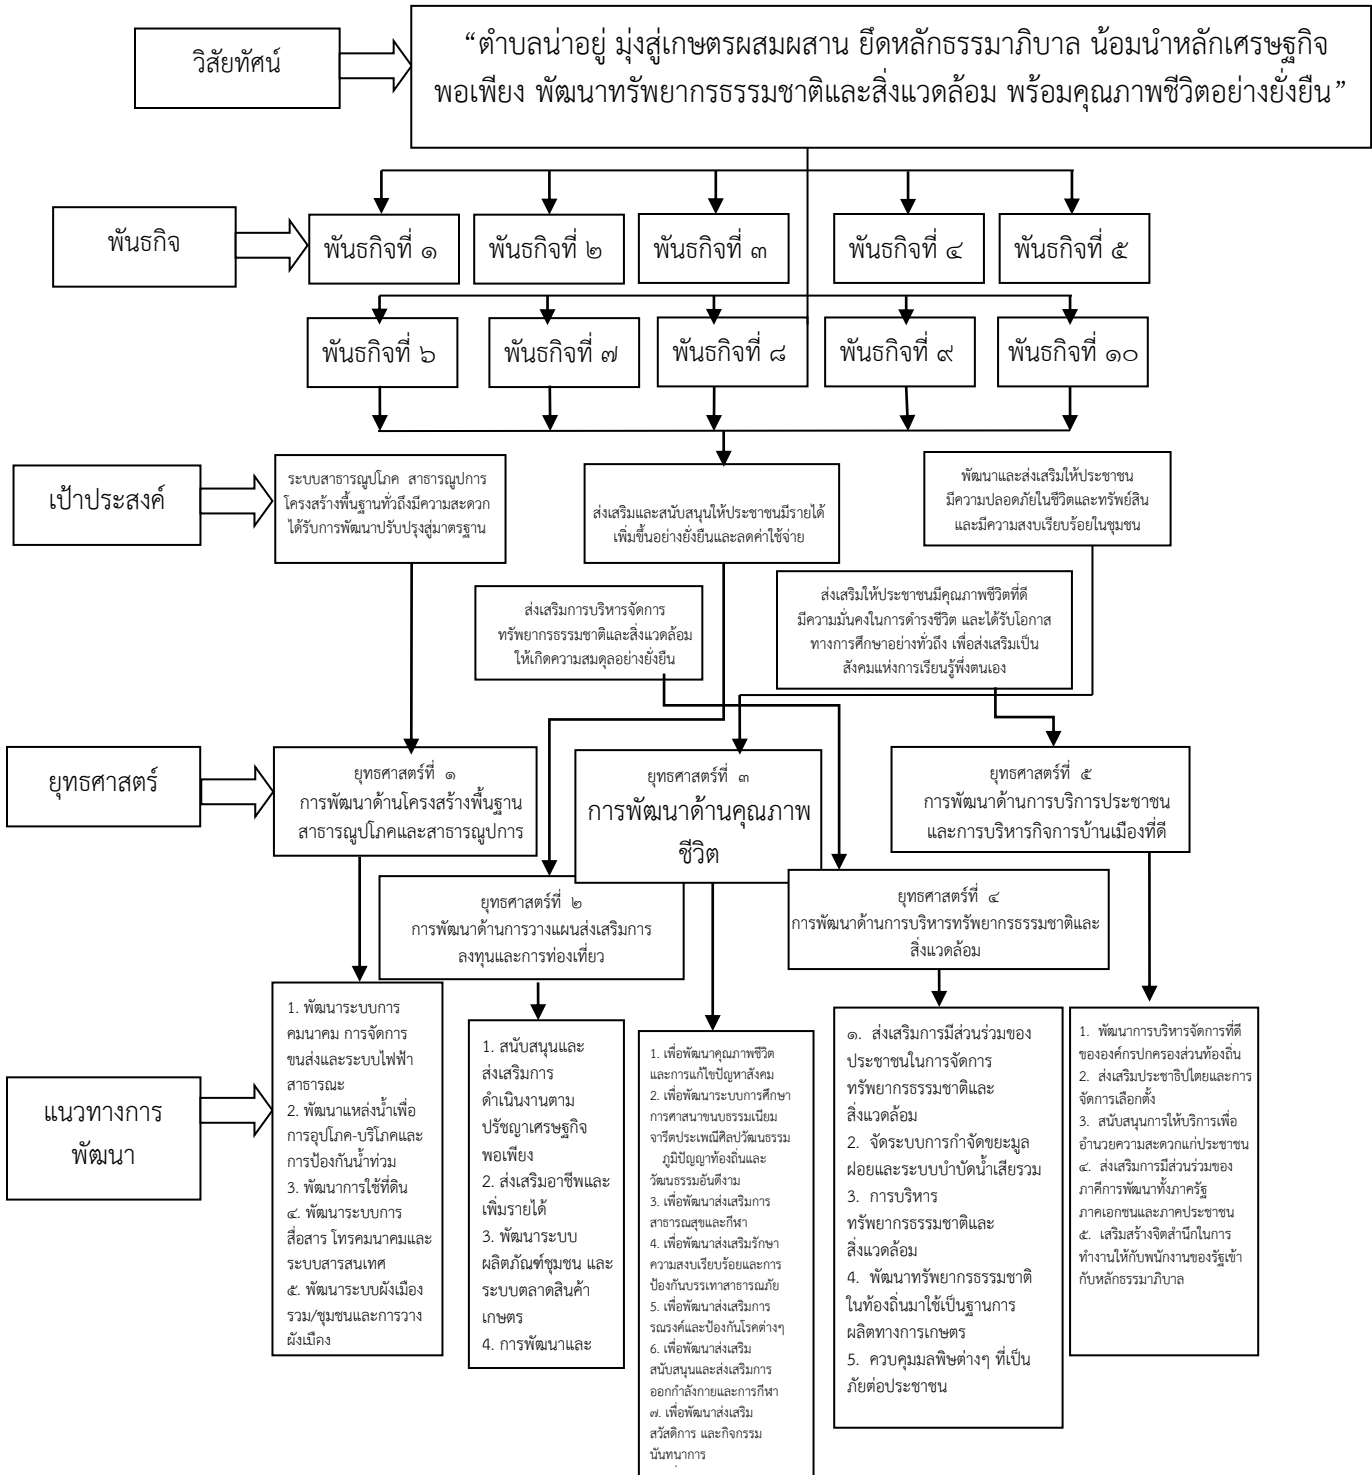 วิสัยทัศน์
“ตำบลน่าอยู่ มุ่งสู่เกษตรผสมผสาน ยึดหลักธรรมาภิบาล น้อมนำหลักเศรษฐกิจ
พอเพียง พัฒนาทรัพยากรธรรมชาติและสิ่งแวดล้อม พร้อมคุณภาพชีวิตอย่างยั่งยืน”
พันธกิจ
พันธกิจที่ ๑
พันธกิจที่ ๒
พันธกิจที่ ๓
พันธกิจที่ ๔
พันธกิจที่ ๕
พันธกิจที่ ๖
พันธกิจที่ ๗
พันธกิจที่ ๘
พันธกิจที่ ๙
พันธกิจที่ ๑๐
เป้าประสงค์
ระบบสาธารณูปโภค สาธารณูปการ
โครงสร้างพื้นฐานทั่วถึงมีความสะดวก
ได้รับการพัฒนาปรับปรุงสู่มาตรฐาน
ส่งเสริมและสนับสนุนให้ประชาชนมีรายได้
เพิ่มขึ้นอย่างยั่งยืนและลดค่าใช้จ่าย
พัฒนาและส่งเสริมให้ประชาชน
มีความปลอดภัยในชีวิตและทรัพย์สิน
และมีความสงบเรียบร้อยในชุมชน
ส่งเสริมการบริหารจัดการ
ทรัพยากรธรรมชาติและสิ่งแวดล้อม
ให้เกิดความสมดุลอย่างยั่งยืน
ส่งเสริมให้ประชาชนมีคุณภาพชีวิตที่ดี
มีความมั่นคงในการดำรงชีวิต และได้รับโอกาส
ทางการศึกษาอย่างทั่วถึง เพื่อส่งเสริมเป็น
สังคมแห่งการเรียนรู้พึ่งตนเอง
ยุทธศาสตร์
ยุทธศาสตร์ที่ ๑
การพัฒนาด้านโครงสร้างพื้นฐาน
สาธารณูปโภคและสาธารณูปการ
ยุทธศาสตร์ที่ ๓
การพัฒนาด้านคุณภาพ
ชีวิต
ยุทธศาสตร์ที่ ๕
การพัฒนาด้านการบริการประชาชน
และการบริหารกิจการบ้านเมืองที่ดี
ยุทธศาสตร์ที่ ๒
การพัฒนาด้านการวางแผนส่งเสริมการ
ลงทุนและการท่องเที่ยว
ยุทธศาสตร์ที่ ๔
การพัฒนาด้านการบริหารทรัพยากรธรรมชาติและ
สิ่งแวดล้อม
แนวทางการ
พัฒนา
1. พัฒนาระบบการ
คมนาคม การจัดการ
ขนส่งและระบบไฟฟ้า
สาธารณะ
2. พัฒนาแหล่งน้ำเพื่อ
การอุปโภค-บริโภคและ
การป้องกันน้ำท่วม
3. พัฒนาการใช้ที่ดิน
๔. พัฒนาระบบการ
สื่อสาร โทรคมนาคมและ
ระบบสารสนเทศ
๕. พัฒนาระบบผังเมือง
รวม/ชุมชนและการวาง
ผังเมือง
1. สนับสนุนและ
ส่งเสริมการ
ดำเนินงานตาม
ปรัชญาเศรษฐกิจ
พอเพียง
2. ส่งเสริมอาชีพและ
เพิ่มรายได้
3. พัฒนาระบบ
ผลิตภัณฑ์ชุมชน และ
ระบบตลาดสินค้า
เกษตร
4. การพัฒนาและ
1. เพื่อพัฒนาคุณภาพชีวิต
และการแก้ไขปัญหาสังคม
2. เพื่อพัฒนาระบบการศึกษา
การศาสนาขนบธรรมเนียม
จารีตประเพณีศิลปวัฒนธรรม
ภูมิปัญญาท้องถิ่นและ
วัฒนธรรมอันดีงาม
3. เพื่อพัฒนาส่งเสริมการ
สาธารณสุขและกีฬา
4. เพื่อพัฒนาส่งเสริมรักษา
ความสงบเรียบร้อยและการ
ป้องกันบรรเทาสาธารณภัย
5. เพื่อพัฒนาส่งเสริมการ
รณรงค์และป้องกันโรคต่างๆ
6. เพื่อพัฒนาส่งเสริม
สนับสนุนและส่งเสริมการ
ออกกำลังกายและการกีฬา
๗. เพื่อพัฒนาส่งเสริม
สวัสดิการ และกิจกรรม
นันทนาการ
๑. ส่งเสริมการมีส่วนร่วมของ
ประชาชนในการจัดการ
ทรัพยากรธรรมชาติและ
สิ่งแวดล้อม
2. จัดระบบการกำจัดขยะมูล
ฝอยและระบบบำบัดน้ำเสียรวม
3. การบริหาร
ทรัพยากรธรรมชาติและ
สิ่งแวดล้อม
4. พัฒนาทรัพยากรธรรมชาติ
ในท้องถิ่นมาใช้เป็นฐานการ
ผลิตทางการเกษตร
5. ควบคุมมลพิษต่างๆ ที่เป็น
ภัยต่อประชาชน
1. พัฒนาการบริหารจัดการที่ดี
ขององค์กรปกครองส่วนท้องถิ่น
2. ส่งเสริมประชาธิปไตยและการ
จัดการเลือกตั้ง
3. สนับสนุนการให้บริการเพื่อ
อำนวยความสะดวกแก่ประชาชน
๔. ส่งเสริมการมีส่วนร่วมของ
ภาคีการพัฒนาทั้งภาครัฐ
ภาคเอกชนและภาคประชาชน
๕. เสริมสร้างจิตสำนึกในการ
ทำงานให้กับพนักงานของรัฐเข้า
กับหลักธรรมาภิบาล